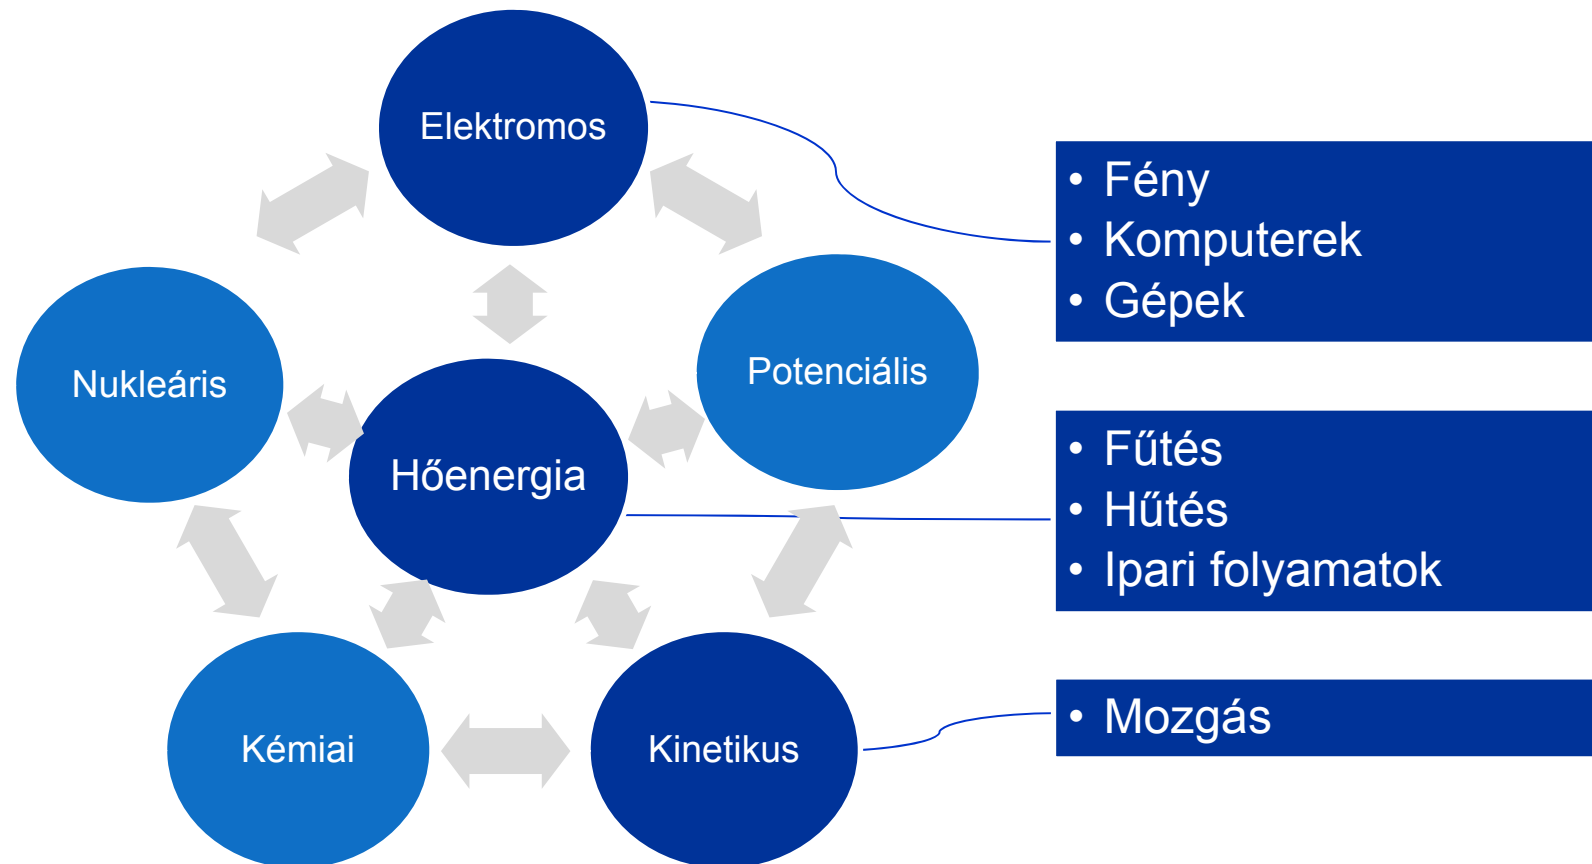 Elektromos
Nukleáris
Potenciális
Hőenergia
Kémiai
Kinetikus
• Fény
• Komputerek
• Gépek
• Fűtés
• Hűtés
• Ipari folyamatok
• Mozgás